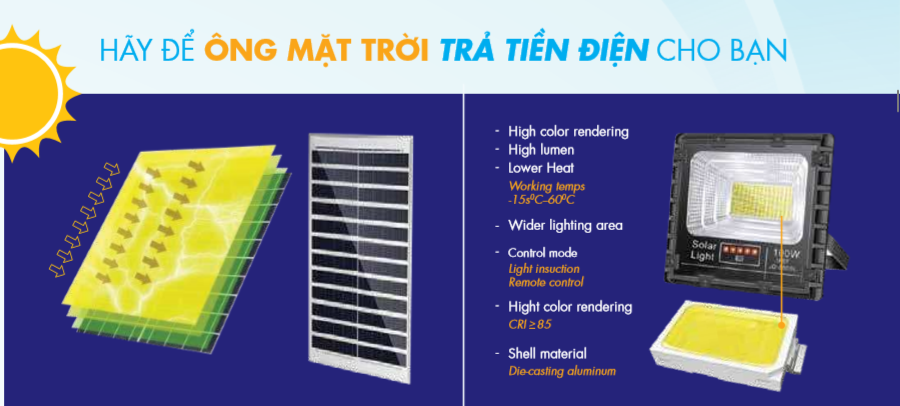 HÃY ĐỂ ÔNG MẶT TRỜI TRẢ TIỀN ĐIỆN CHO BẠN
- High color rendering
- High lumen
- Lower Heat
Working temps
-15s⁰C-60⁰C
- Wider lighting area
- Control mode
Light insuction
Remote control
- Hight color rendering
CRI ≥ 85
- Shell material
Die-casting aluminum
Solar
Light
100W